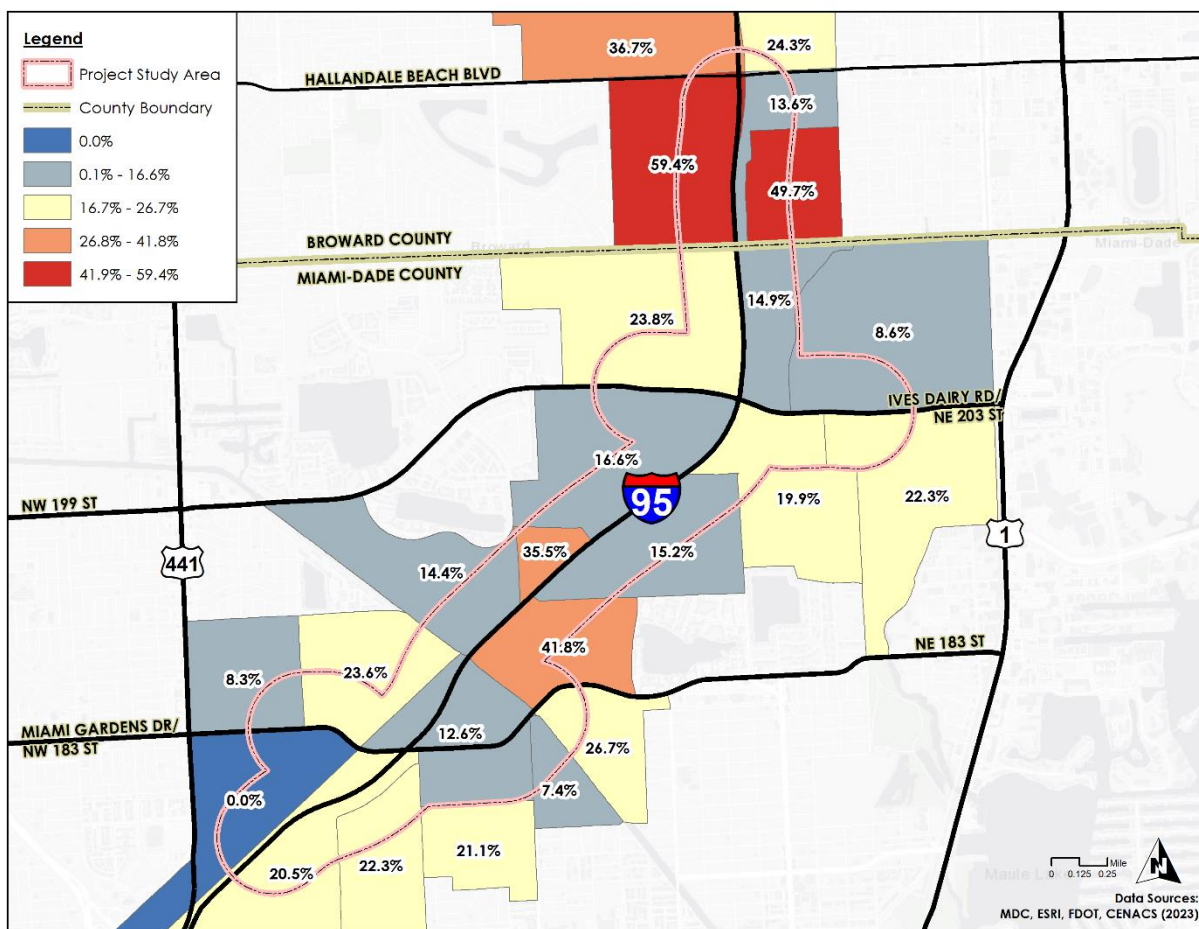 Legend
Project Study Area
County Boundary
0.0%
0.1% - 16.6%
16.7% - 26.7%
26.8% - 41.8%
41.9% - 59.4%
36.7%
24.3%
HALLANDALE BEACH BLVD
13.6%
59.4%
49.7%
BROWARD COUNTY
MIAMI-DADE COUNTY
Broward
Broward
Miami-Dade
14.9%
23.8%
8.6%
IVES DAIRY RD/
NE 203 ST
16.6%
95
19.9%
22.3%
NW 199 ST
1
441
35.5%
15.2%
14.4%
41.8%
NE 183 ST
8.3%
23.6%
MIAMI GARDENS DR/
NW 183 ST
12.6%
26.7%
7.4%
0.0%
21.1%
20.5%
22.3%
Mile
0 0.125 0.25
N
Maule Lake
Data Sources:
MDC, ESRI, FDOT, CENACS (2023)